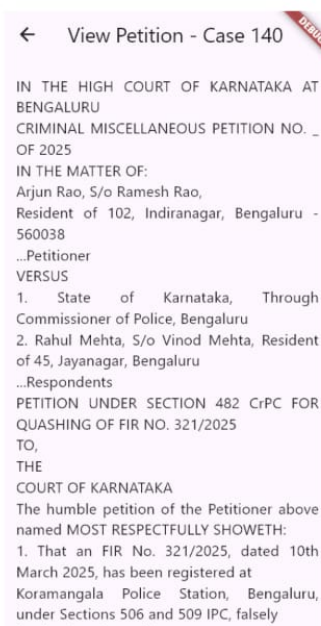 ← View Petition - Case 140
DEBUG
IN THE HIGH COURT OF KARNATAKA AT
BENGALURU
CRIMINAL MISCELLANEOUS PETITION NO. _
OF 2025
IN THE MATTER OF:
Arjun Rao, S/o Ramesh Rao,
Resident of 102, Indiranagar, Bengaluru -
560038
...Petitioner
VERSUS
1. State of Karnataka, Through
Commissioner of Police, Bengaluru
2. Rahul Mehta, S/o Vinod Mehta, Resident
of 45, Jayanagar, Bengaluru
...Respondents
PETITION UNDER SECTION 482 CrPC FOR
QUASHING OF FIR NO. 321/2025
TO,
THE
COURT OF KARNATAKA
The humble petition of the Petitioner above
named MOST RESPECTFULLY SHOWETH:
1. That an FIR No. 321/2025, dated 10th
March 2025, has been registered at
Koramangala Police Station, Bengaluru,
under Sections 506 and 509 IPC, falsely